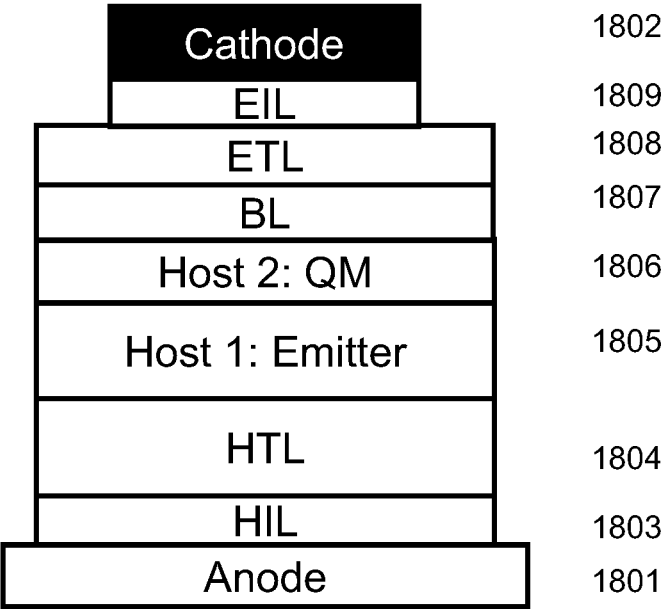 Cathode 1802
EIL 1809
ETL 1808
BL 1807
Host 2: QM 1806
Host 1: Emitter 1805
HTL 1804
HIL 1803
Anode 1801